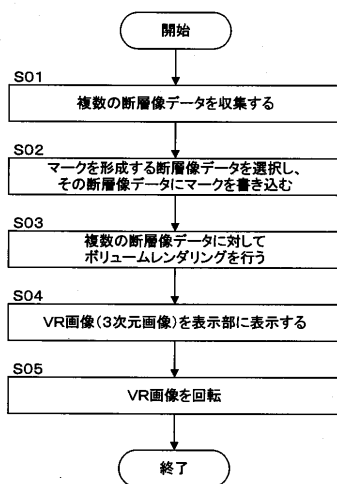 開始
S01
複数の断層像データを収集する
S02
マークを形成する断層像データを選択し、
その断層像データにマークを書き込む
S03
複数の断層像データに対して
ボリュームレンダリングを行う
S04
VR画像(3次元画像)を表示部に表示する
S05
VR画像を回転
終了